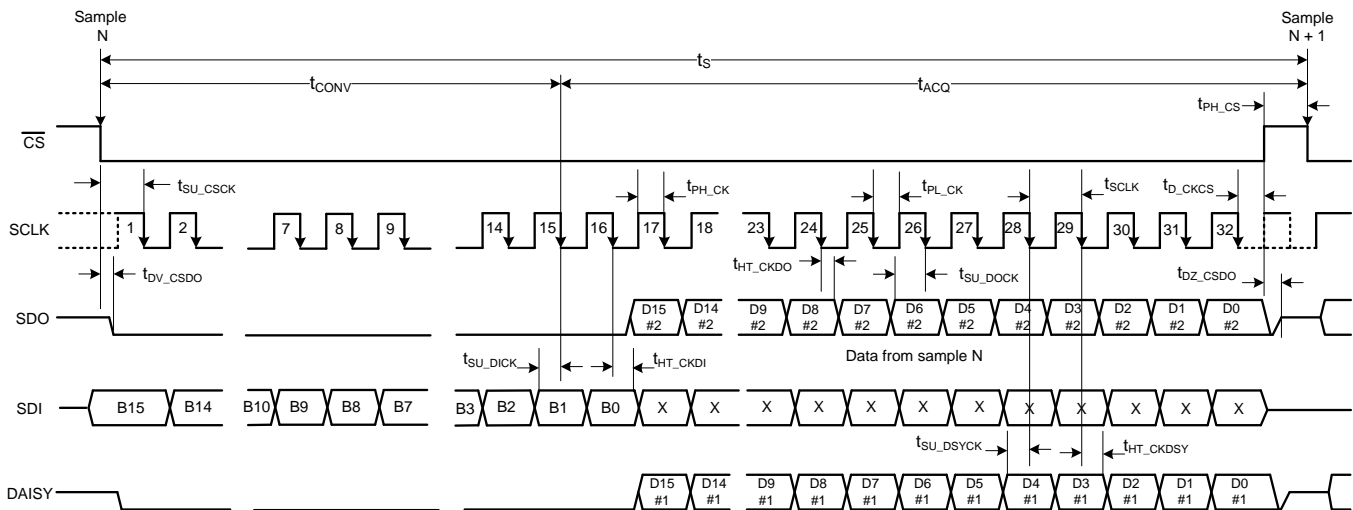 Sample
N
Sample
N + 1
tS
tCONV
tACQ
tPH_CS
CS
tSU_CSCK
tPH_CK
tPL_CK
tSCLK
tD_CKCS
SCLK
1 2 7 8 9 14 15 16 17 18 23 24 25 26 27 28 29 30 31 32
tDV_CSDO
tHT_CKDO
tSU_DOCK
tDZ_CSDO
SDO
D15 D14 D9 D8 D7 D6 D5 D4 D3 D2 D1 D0
#2 #2 #2 #2 #2 #2 #2 #2 #2 #2 #2 #2
tSU_DICK
tHT_CKDI
Data from sample N
SDI
B15 B14 B10 B9 B8 B7 B3 B2 B1 B0 X X X X X X X X X X X X
tSU_DSYCK
tHT_CKDSY
DAISY
D15 D14 D9 D8 D7 D6 D5 D4 D3 D2 D1 D0
#1 #1 #1 #1 #1 #1 #1 #1 #1 #1 #1 #1